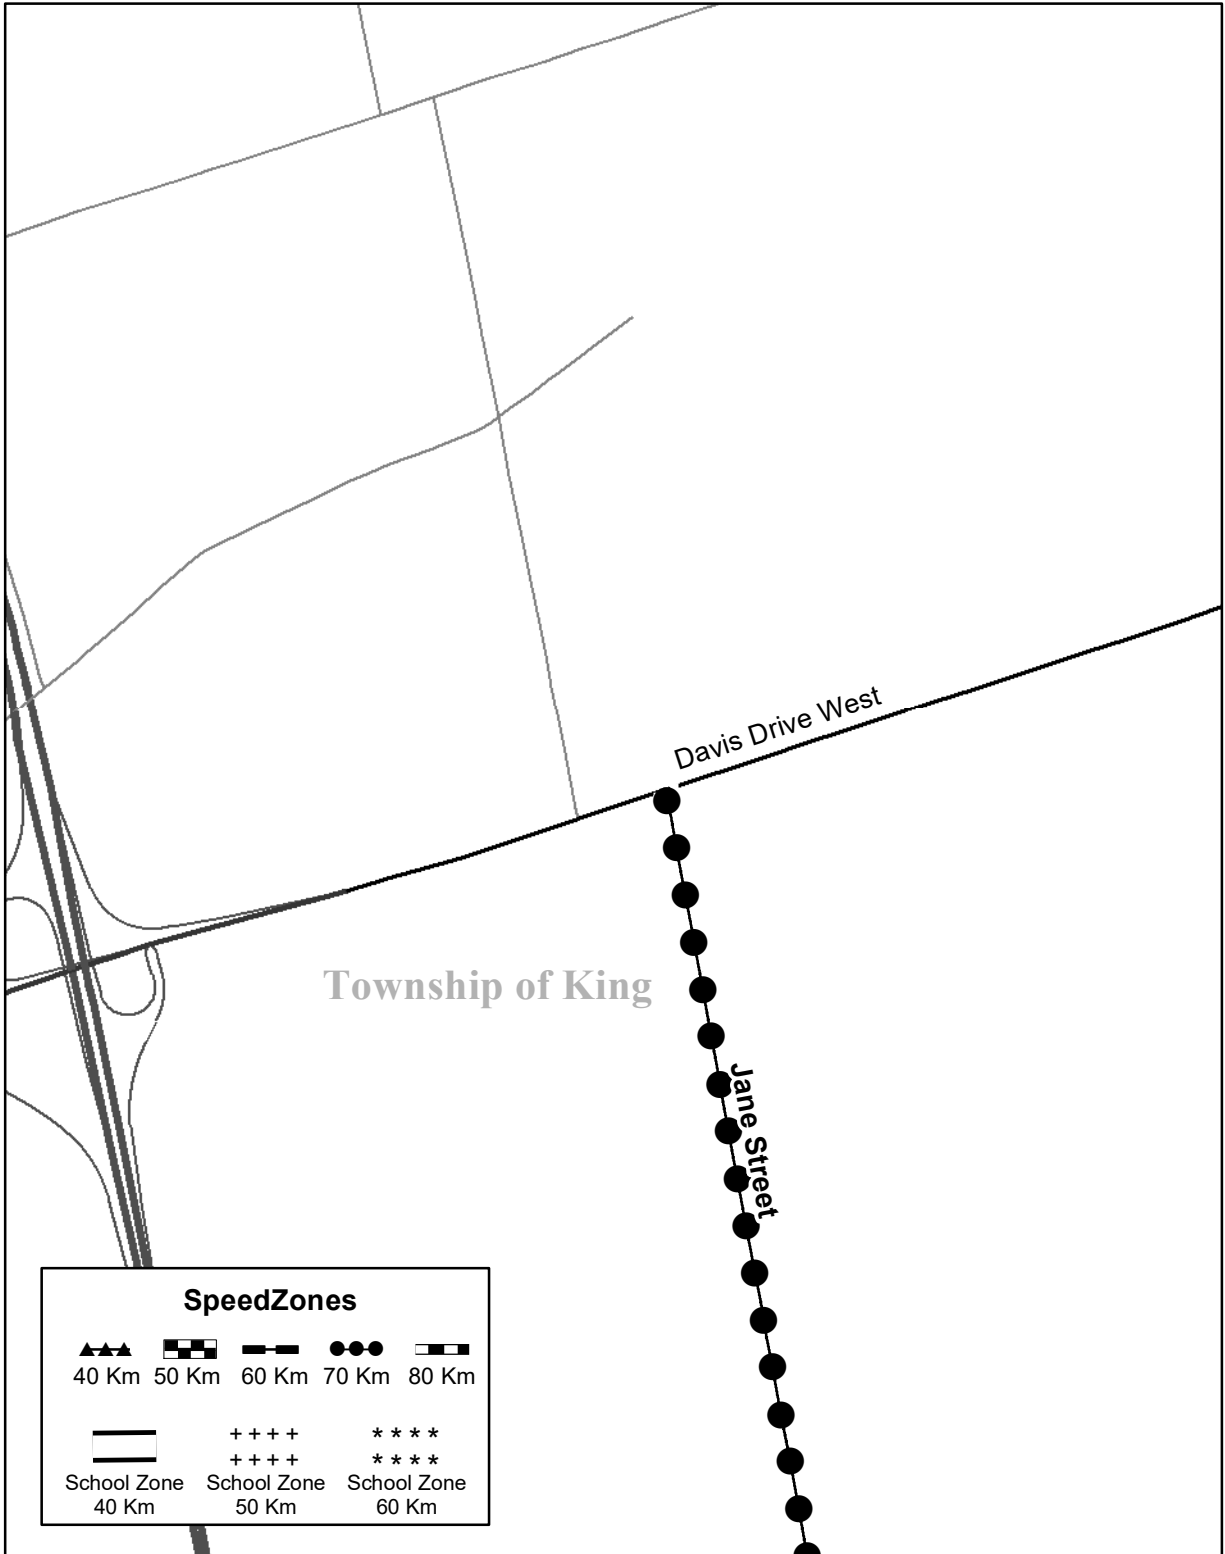 Davis Drive West
Township of King
Jane Street
SpeedZones
40 Km 50 Km 60 Km 70 Km 80 Km
++++ ****
++++ ****
School Zone School Zone School Zone
40 Km 50 Km 60 Km